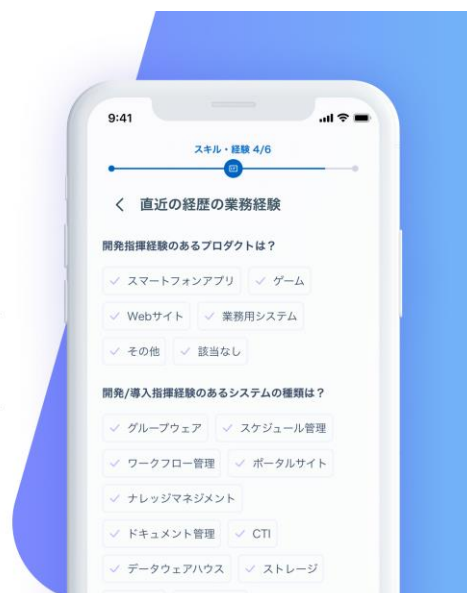 9:41
スキル・経験 4/6
直近の経歴の業務経験
開発指揮経験のあるプロダクトは？
スマートフォンアプリ ゲーム
Webサイト 業務用システム
その他 該当なし
開発/導入指揮経験のあるシステムの種類は？
グループウェア スケジュール管理
ワークフロー管理 ポータルサイト
ナレッジマネジメント
ドキュメント管理 CTI
データウェアハウス ストレージ